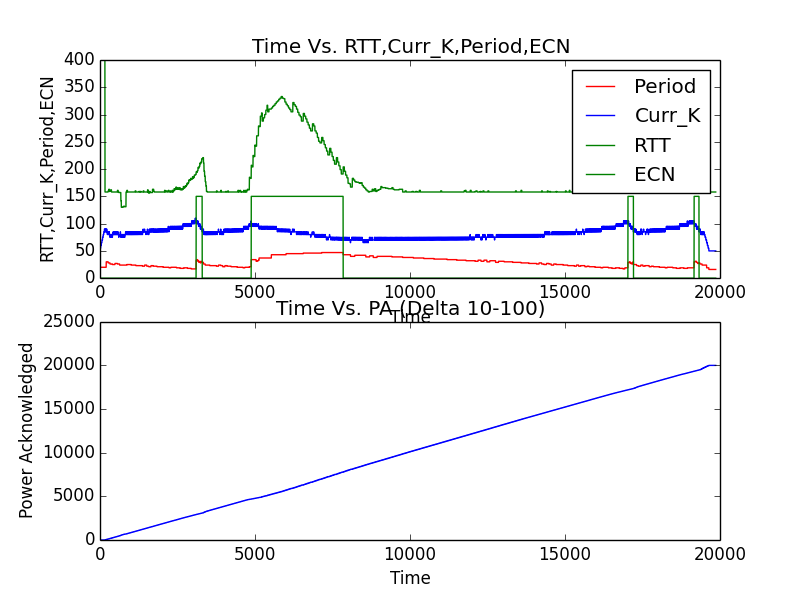 Time Vs. RTT,Curr_K,Period,ECN
RTT,Curr_K,Period,ECN
400
350
300
250
200
150
100
50
0
Period
Curr_K
RTT
ECN
0 5000 10000 15000 20000
Time
Time Vs. PA (Delta 10-100)
Power Acknowledged
25000
20000
15000
10000
5000
0
0 5000 10000 15000 20000
Time